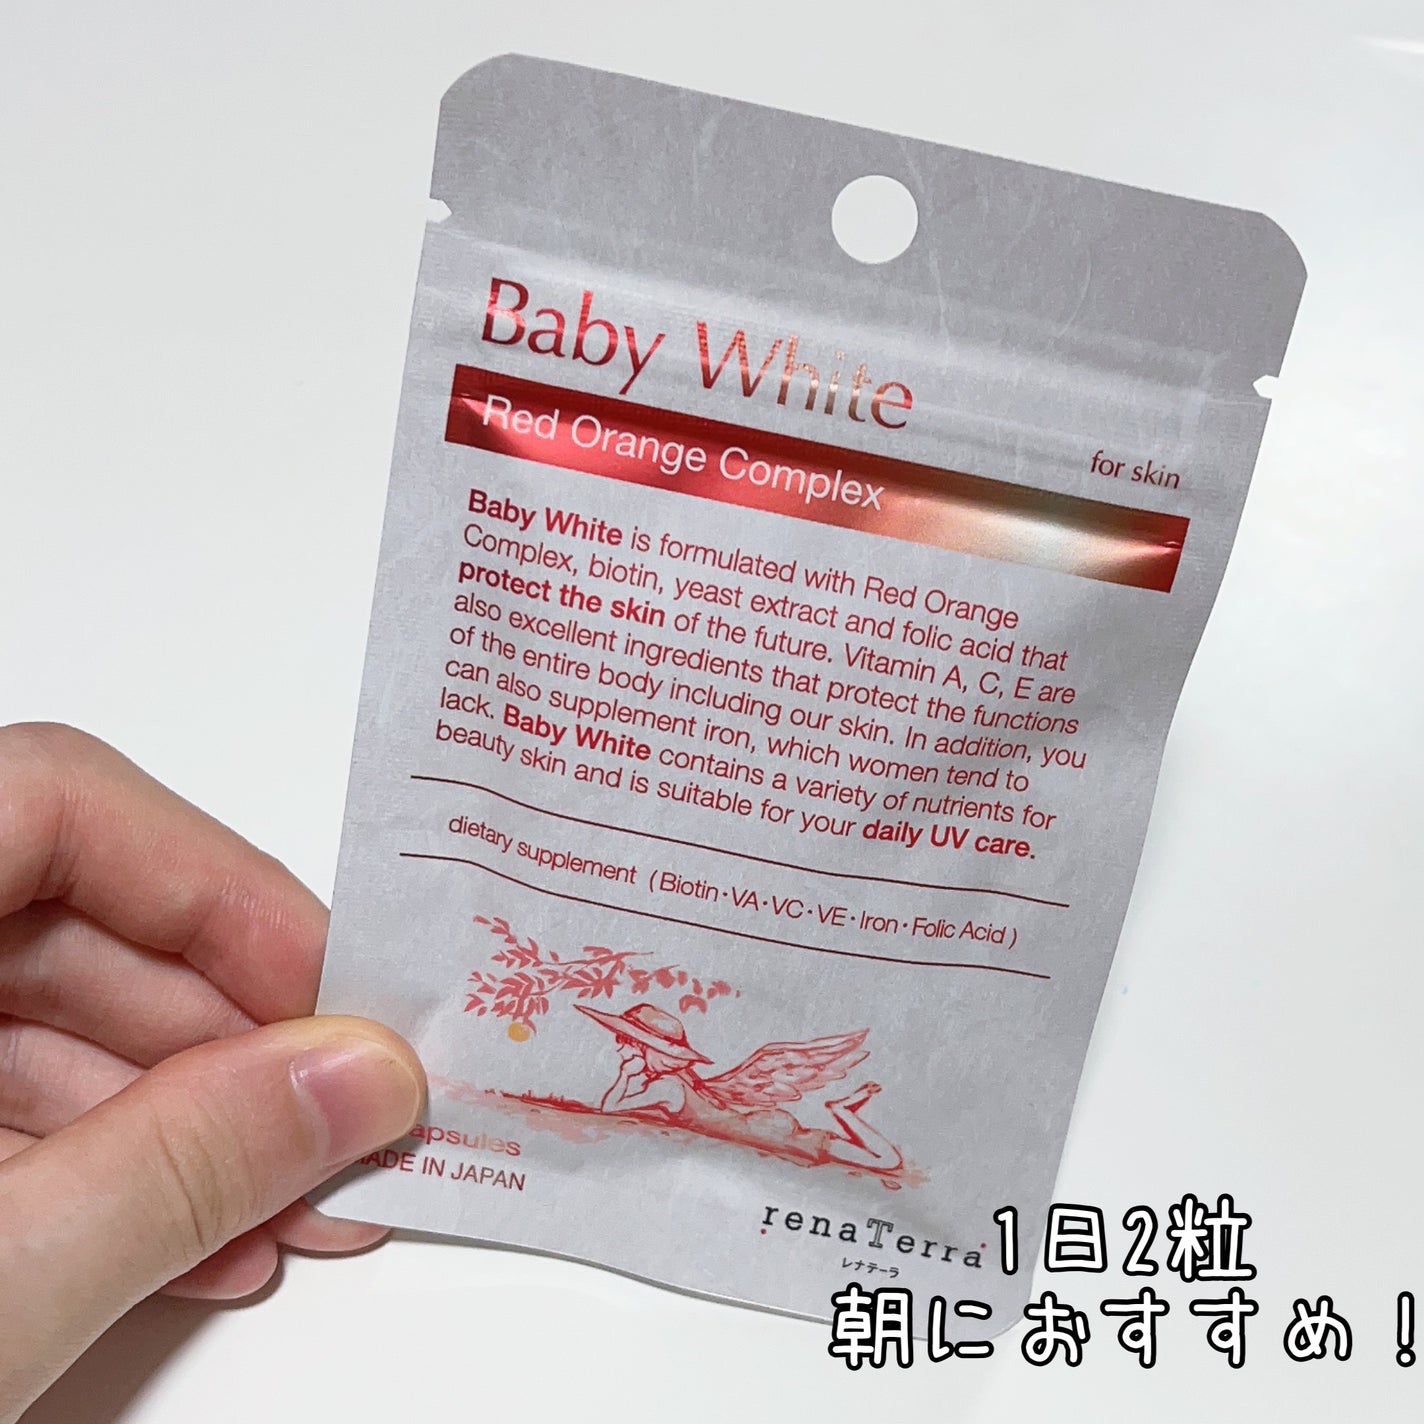 Baby White
for skin
Red Orange Complex
Baby White is formulated with Red Orange
Complex, biotin, yeast extract and folic acid that
protect the skin of the future. Vitamin A, C, E are
also excellent ingredients that protect the functions
of the entire body including our skin. In addition, you
can also supplement iron, which women tend to
lack. Baby White contains a variety of nutrients for
beauty skin and is suitable for your daily UV care.
dietary supplement (Biotin・VA・VC・VE・Iron・Folic Acid)
apsules
MADE IN JAPAN
renaTerra
レナテーラ
1日2粒
朝におすすめ!